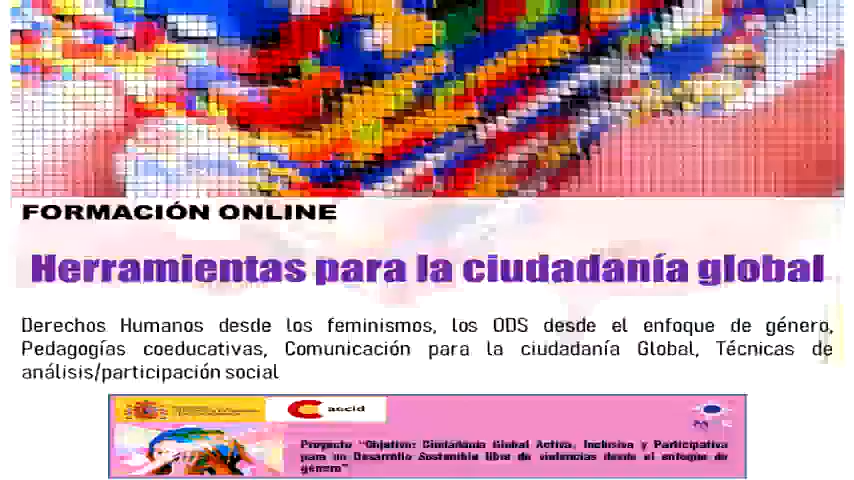 FORMACIÓN ONLINE
Herramientas para la ciudadanía global
Derechos Humanos desde los feminismos, los ODS desde el enfoque de género,
Pedagogías coeducativas, Comunicación para la ciudadanía Global, Técnicas de
análisis/participación social
aecid
Proyecto "Objetivo: Ciudadanía Global Activa, Inclusiva y Participativa
para un Desarrollo Sostenible libre de violencias desde el enfoque de
género"